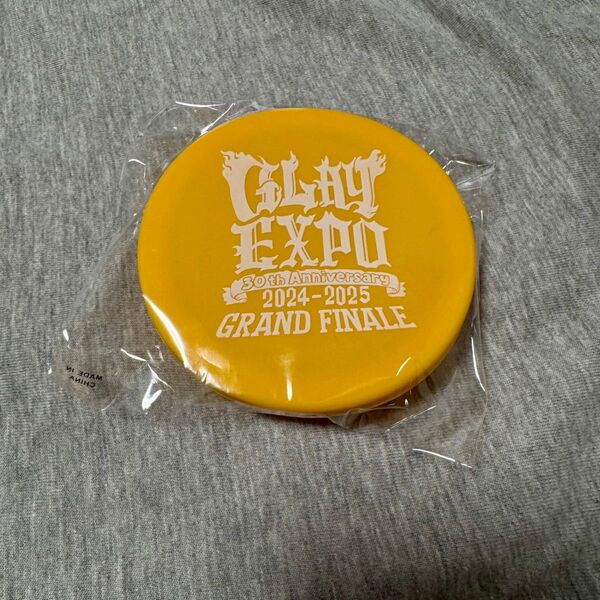 GLAY
EXPO
30th Anniversary
2024-2025
GRAND FINALE
MADE IN
CHINA